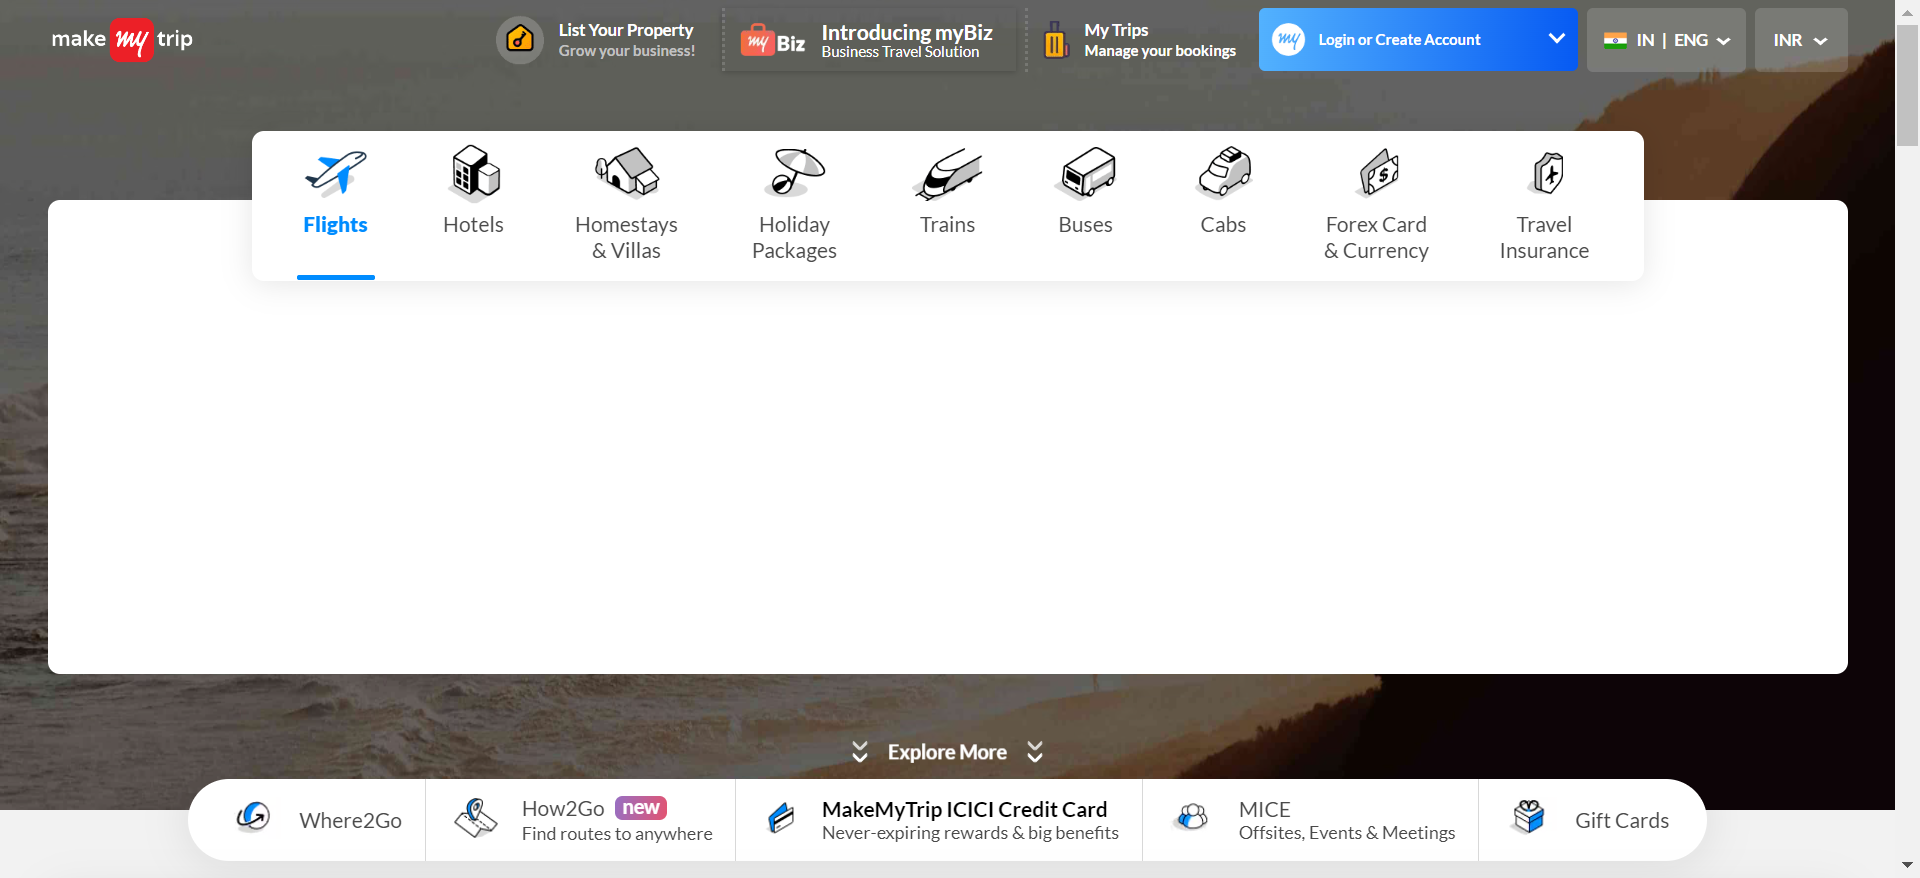 make my trip
List Your Property
Grow your business!
my Biz
Introducing myBiz
Business Travel Solution
My Trips
Manage your bookings
my
Login or Create Account
IN | ENG
INR
Flights
Hotels
Homestays
& Villas
Holiday
Packages
Trains
Buses
Cabs
Forex Card
& Currency
Travel
Insurance
Explore More
Where2Go
How2Go new
Find routes to anywhere
MakeMyTrip ICICI Credit Card
Never-expiring rewards & big benefits
MICE
Offsites, Events & Meetings
Gift Cards